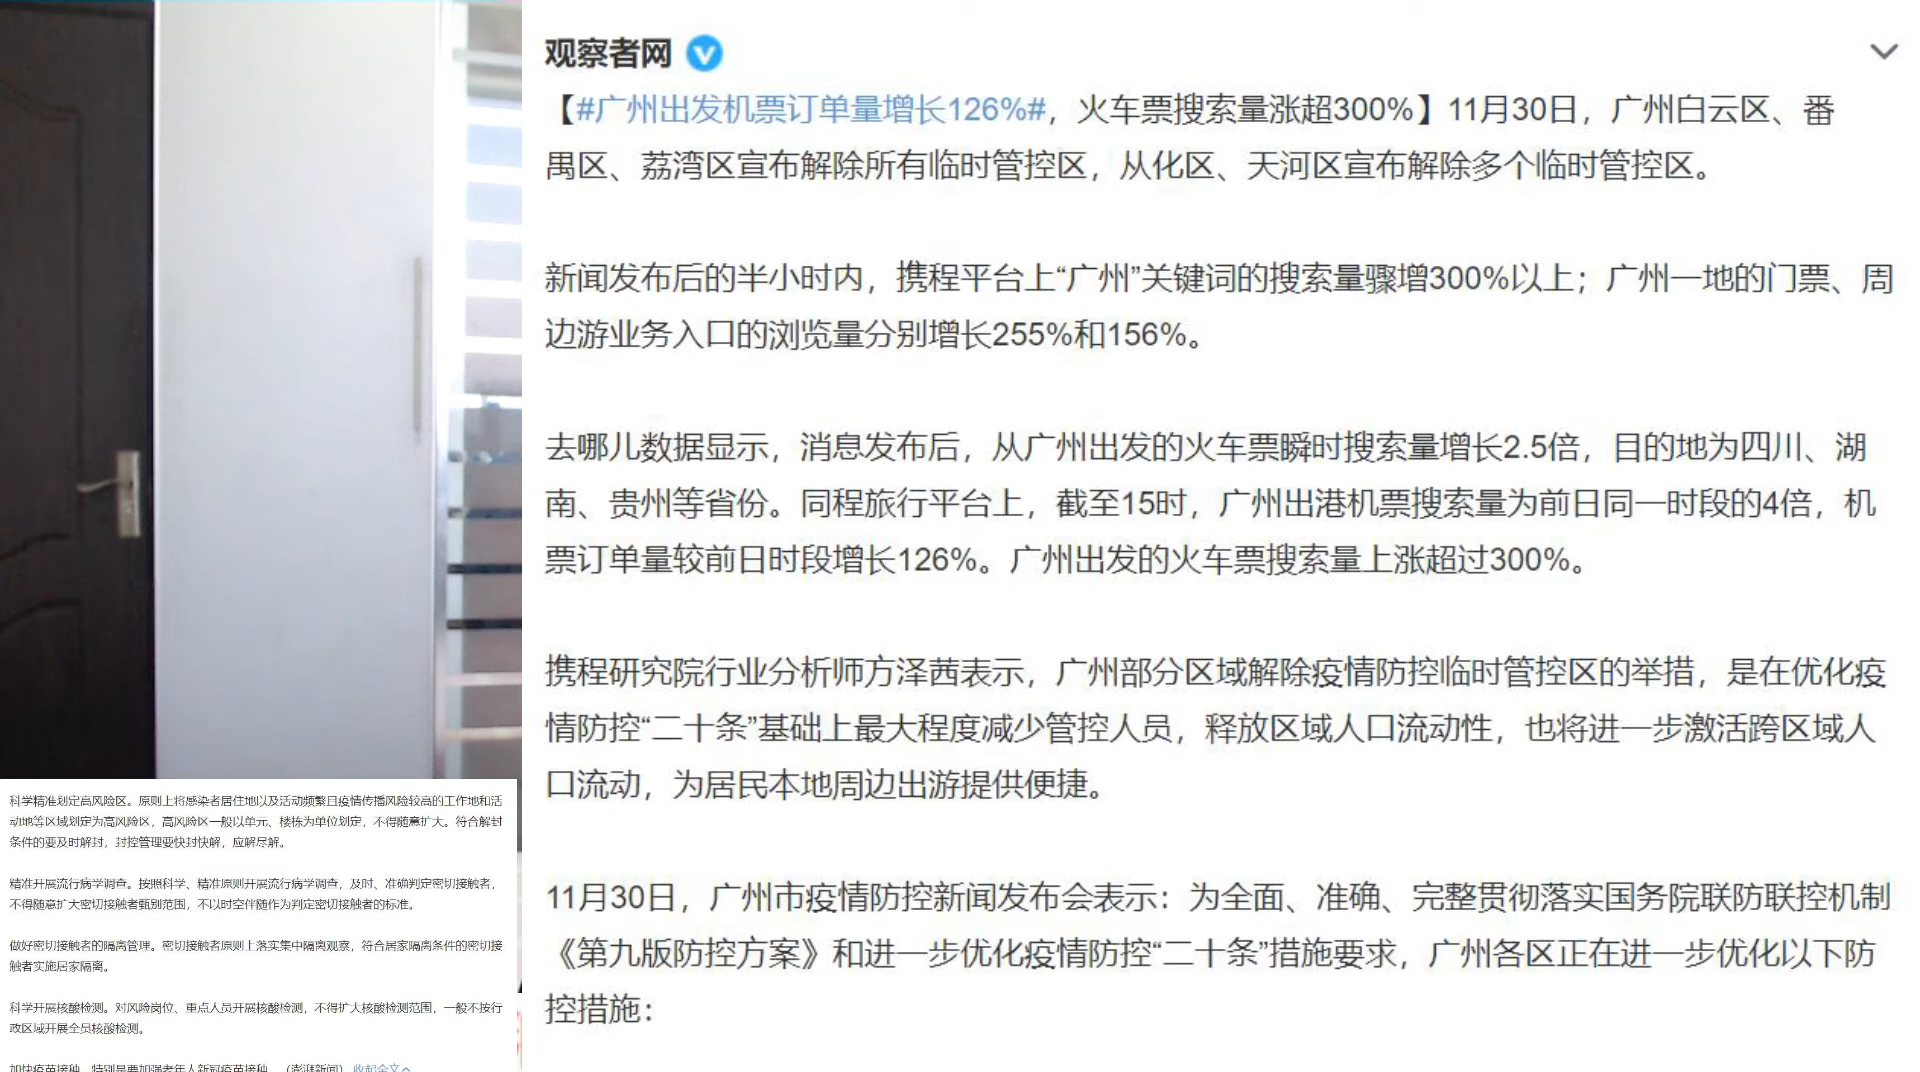 观察者网
【#广州出发机票订单量增长126%#，火车票搜索量涨超300%】11月30日，广州白云区、番
禺区、荔湾区宣布解除所有临时管控区，从化区、天河区宣布解除多个临时管控区。
新闻发布后的半小时内，携程平台上“广州”关键词的搜索量骤增300%以上；广州一地的门票、周
边游业务入口的浏览量分别增长255%和156%。
去哪儿数据显示，消息发布后，从广州出发的火车票瞬时搜索量增长2.5倍，目的地为四川、湖
南、贵州等省份。同程旅行平台上，截至15时，广州出港机票搜索量为前日同一时段的4倍，机
票订单量较前日时段增长126%。广州出发的火车票搜索量上涨超过300%。
携程研究院行业分析师方泽茜表示，广州部分区域解除疫情防控临时管控区的举措，是在优化疫
情防控“二十条”基础上最大程度减少管控人员，释放区域人口流动性，也将进一步激活跨区域人
口流动，为居民本地周边出游提供便捷。
11月30日，广州市疫情防控新闻发布会表示：为全面、准确、完整贯彻落实国务院联防联控机制
《第九版防控方案》和进一步优化疫情防控“二十条”措施要求，广州各区正在进一步优化以下防
控措施：
科学精准划定高风险区。原则上将感染者居住地以及活动频繁且疫情传播风险较高的工作地和活
动地等区域划定为高风险区，高风险区一般以单元、楼栋为单位划定，不得随意扩大。符合解封
条件的要及时解封，封控管理要快封快解，应解尽解。
精准开展流行病学调查。按照科学、精准原则开展流行病学调查，及时、准确判定密切接触者，
不得随意扩大密切接触者甄别范围，不以时空伴随作为判定密切接触者的标准。
做好密切接触者的隔离管理。密切接触者原则上落实集中隔离观察，符合居家隔离条件的密切接
触者实施居家隔离。
科学开展核酸检测。对风险岗位、重点人员开展核酸检测，不得扩大核酸检测范围，一般不按行
政区域开展全员核酸检测。
加快疫苗接种，特别是要加强老年人新冠疫苗接种。（澎湃新闻） 收起全文